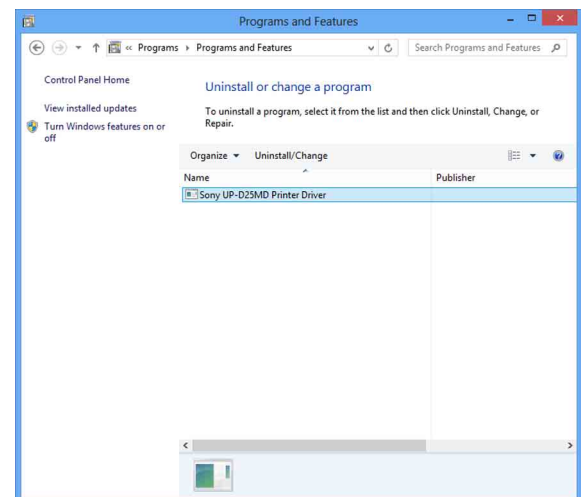 Programs and Features
« Programs ▸ Programs and Features
Search Programs and Features
Control Panel Home
View installed updates
Turn Windows features on or
off
Uninstall or change a program
To uninstall a program, select it from the list and then click Uninstall, Change, or
Repair.
Organize Uninstall/Change
Name Publisher
Sony UP-D25MD Printer Driver